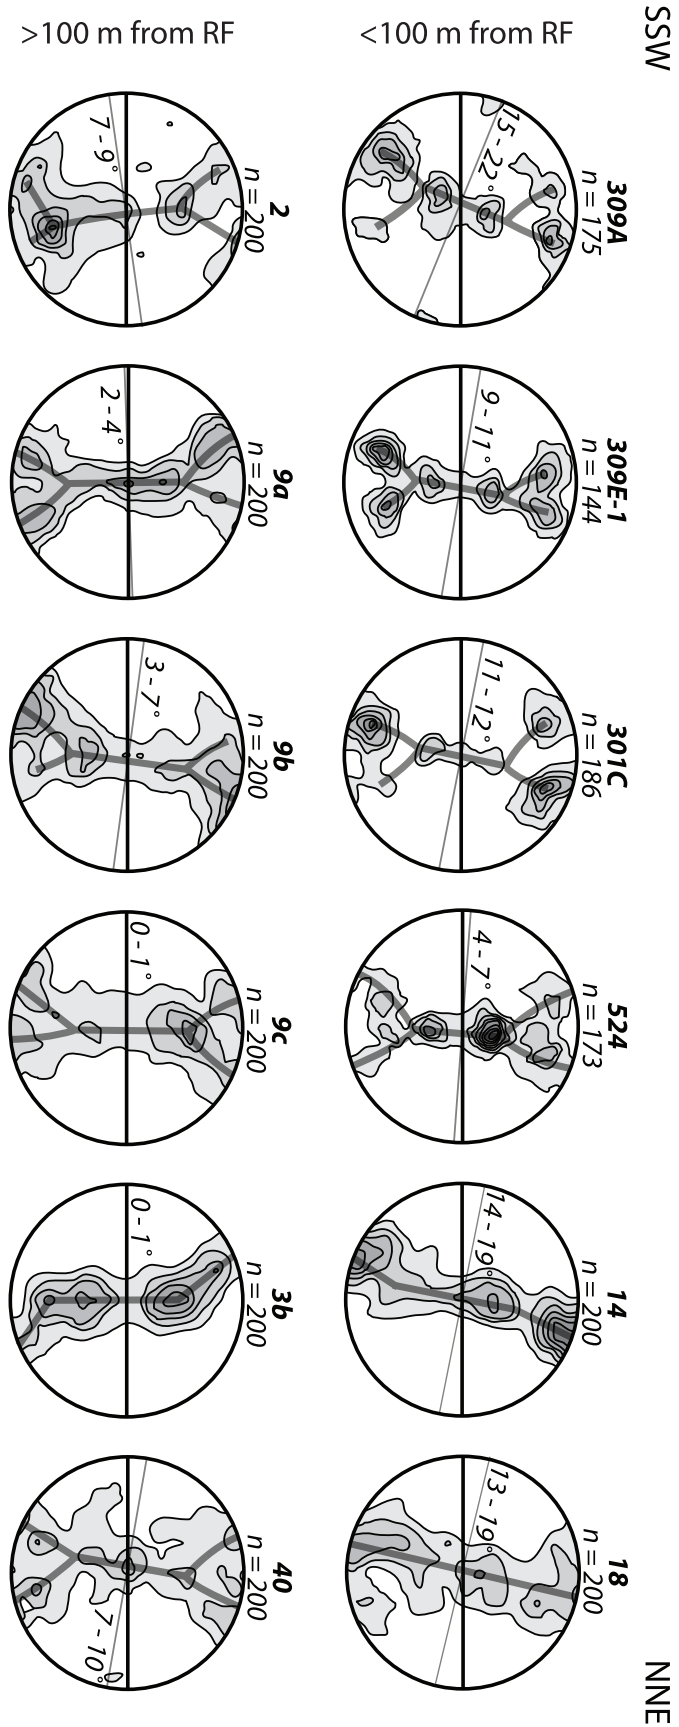 SSW
NNE
<100 m from RF
309A
n = 175
15 - 22°
309E-1
n = 144
9 - 11°
301C
n = 186
11 - 12°
524
n = 173
4 - 7°
14
n = 200
14 - 19°
18
n = 200
13 - 19°
>100 m from RF
2
n = 200
7 - 9°
9a
n = 200
2 - 4°
9b
n = 200
3 - 7°
9c
n = 200
0 - 1°
3b
n = 200
0 - 1°
40
n = 200
7 - 10°